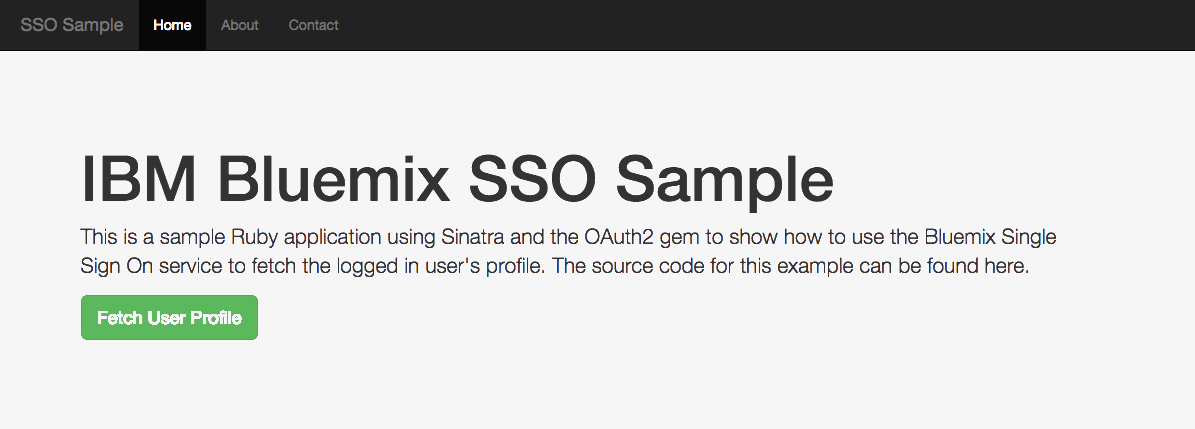 SSO Sample Home About Contact
IBM Bluemix SSO Sample
This is a sample Ruby application using Sinatra and the OAuth2 gem to show how to use the Bluemix Single
Sign On service to fetch the logged in user's profile. The source code for this example can be found here.
Fetch User Profile